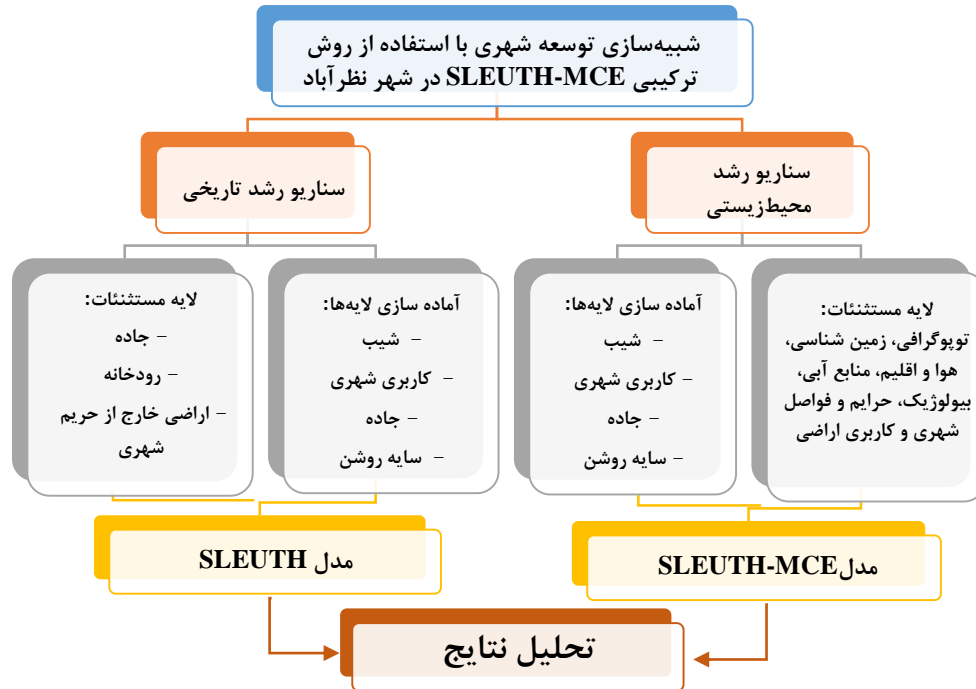 شبیه‌سازی توسعه شهری با استفاده از روش
ترکیبی SLEUTH-MCE در شهر نظرآباد
سناریو رشد
محیط‌زیستی
سناریو رشد تاریخی
لایه مستثنئات:
توپوگرافی، زمین شناسی،
هوا و اقلیم، منابع آبی،
بیولوژیک، حرایم و فواصل
شهری و کاربری اراضی
آماده سازی لایه‌ها:
– شیب
– کاربری شهری
– جاده
– سایه روشن
آماده سازی لایه‌ها:
– شیب
– کاربری شهری
– جاده
– سایه روشن
لایه مستثنئات:
– جاده
– رودخانه
– اراضی خارج از حریم
شهری
مدلSLEUTH-MCE
مدل SLEUTH
تحلیل نتایج